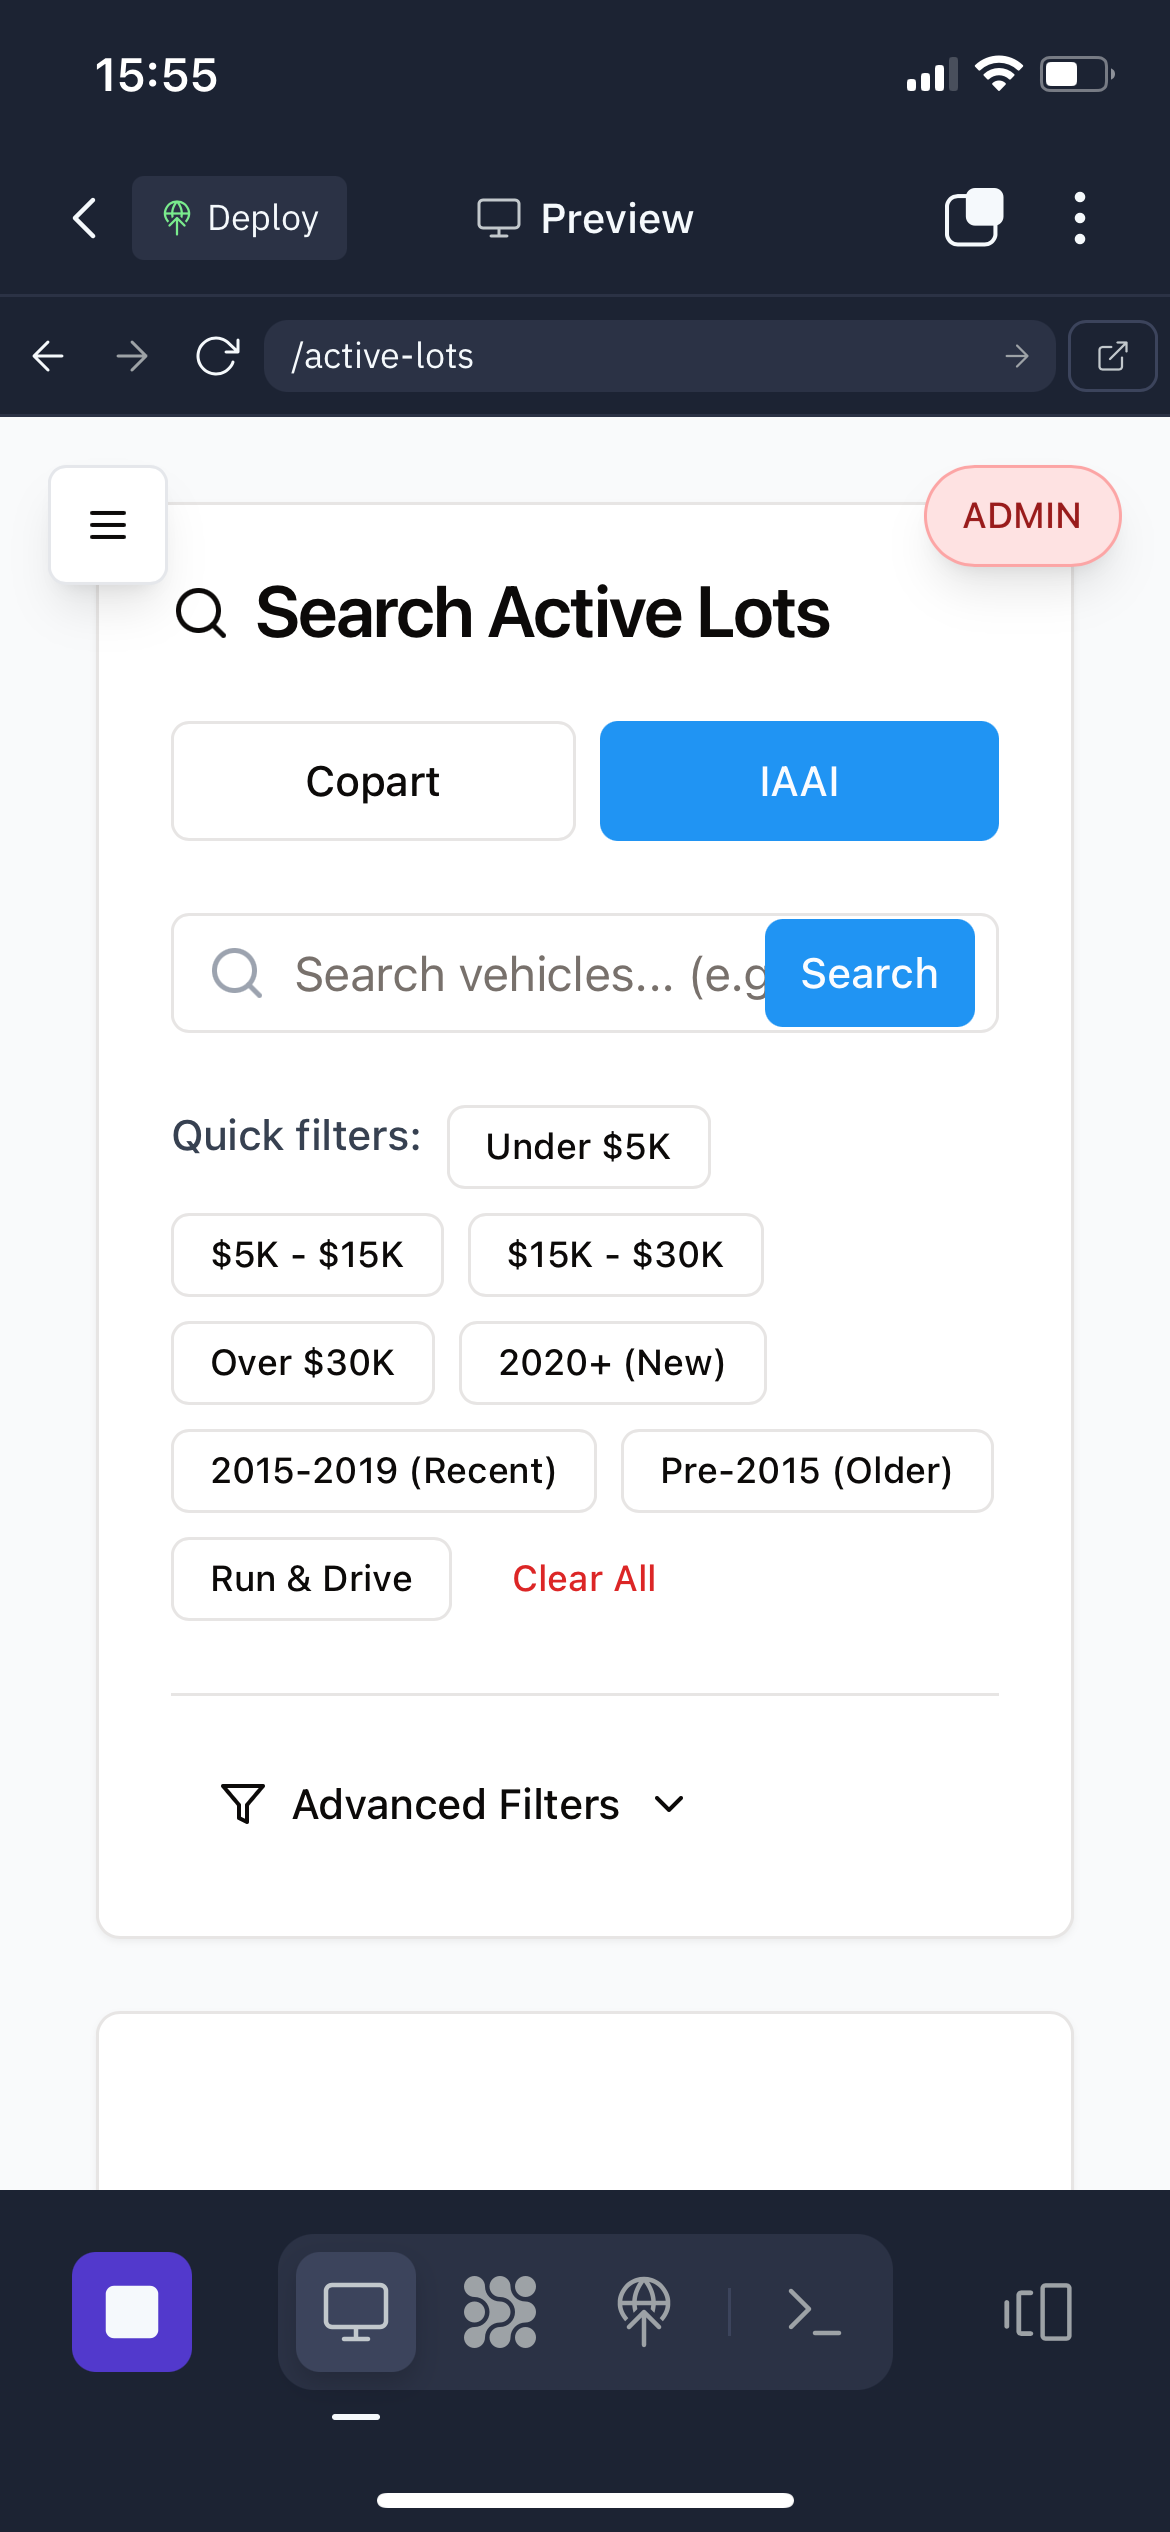 15:55
Deploy
Preview
/active-lots
ADMIN
Search Active Lots
Copart
IAAI
Search vehicles... (e.g
Search
Quick filters:
Under $5K
$5K - $15K
$15K - $30K
Over $30K
2020+ (New)
2015-2019 (Recent)
Pre-2015 (Older)
Run & Drive
Clear All
Advanced Filters